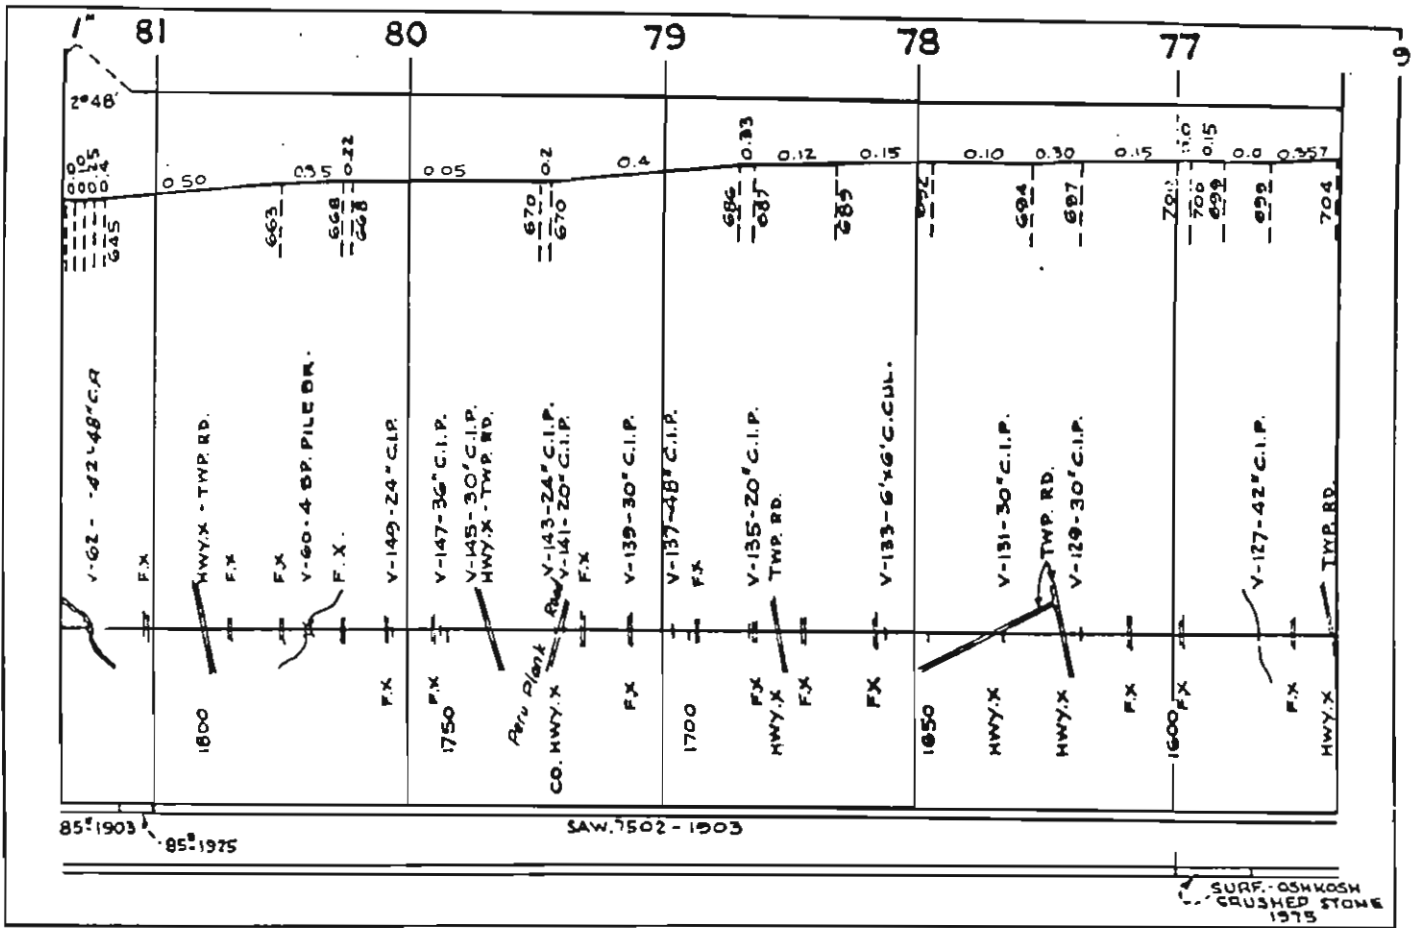 1" 81 80 79 78 77 9
2°48'
0.50 0.35 0.22 0.05 0.2 0.4 0.33 0.12 0.15 0.10 0.30 0.15 0.15 0.0 0.357
645 663 668 668 670 670 686 687 689 692 694 697 700 699 699 704
V-62- -42'-48" C.P.
F.X
HWY.X - TWP. RD.
F.X
F.X
V-60-4 SP. PILE BR.
F.X.
V-149-24" C.I.P.
V-147-36" C.I.P.
V-145-30" C.I.P.
HWY.X - TWP. RD.
V-143-24" C.I.P.
V-141-20" C.I.P.
F.X
V-139-30" C.I.P.
V-137-48" C.I.P.
F.X
V-135-20" C.I.P.
TWP. RD.
V-133-6'x6' C.CUL.
V-131-30" C.I.P.
TWP. RD.
V-129-30" C.I.P.
V-127-42" C.I.P.
TWP. RD.
1800
F.X
F.X
1750
Peru Plank Road
CO. HWY.X
F.X
1700
F.X
HWY.X
F.X
F.X
1650
HWY.X
HWY.X
F.X
1600
F.X
F.X
HWY.X
85#-1903
85#-1925
SAW. 7502-1903
SURF.-OSHKOSH
CRUSHED STONE
1975